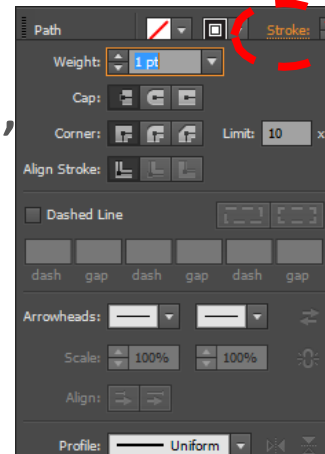 Path Stroke:
Weight: 1 pt
Cap:
Corner: Limit: 10 x
Align Stroke:
Dashed Line
dash gap dash gap dash gap
Arrowheads:
Scale: 100% 100%
Align:
Profile: Uniform